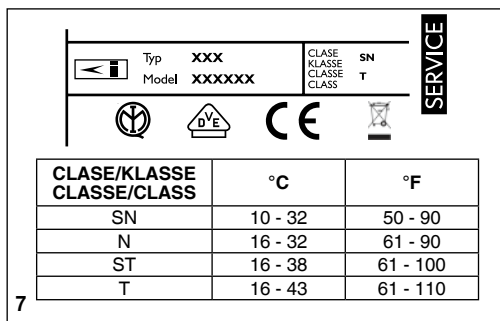 Typ XXX
Model XXXXXX
CLASE SN
KLASSE
CLASSE T
CLASS
SERVICE
DVE
CE
CLASE/KLASSE °C °F
CLASSE/CLASS
SN 10 - 32 50 - 90
N 16 - 32 61 - 90
ST 16 - 38 61 - 100
T 16 - 43 61 - 110
7